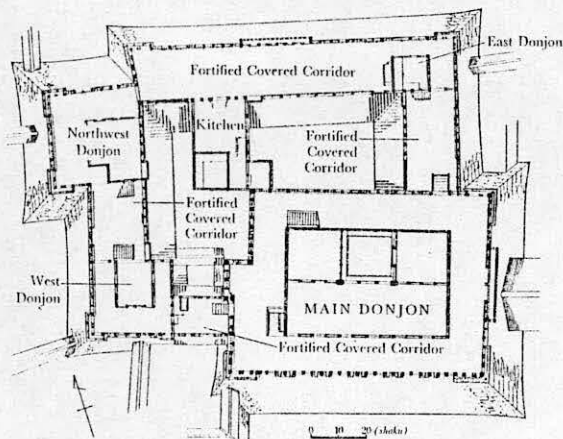 East Donjon
Fortified Covered Corridor
Kitchen
Northwest
Donjon
Fortified
Covered
Corridor
Fortified
Covered
Corridor
West
Donjon
MAIN DONJON
Fortified Covered Corridor
0 10 20 (shaku)